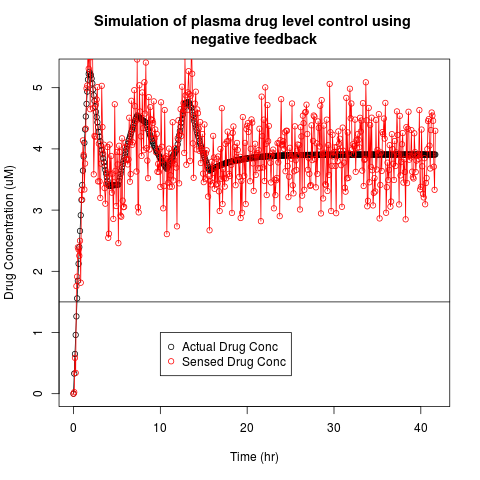 Simulation of plasma drug level control using
negative feedback
Drug Concentration (uM)
5
4
3
2
1
0
Actual Drug Conc
Sensed Drug Conc
0 10 20 30 40
Time (hr)